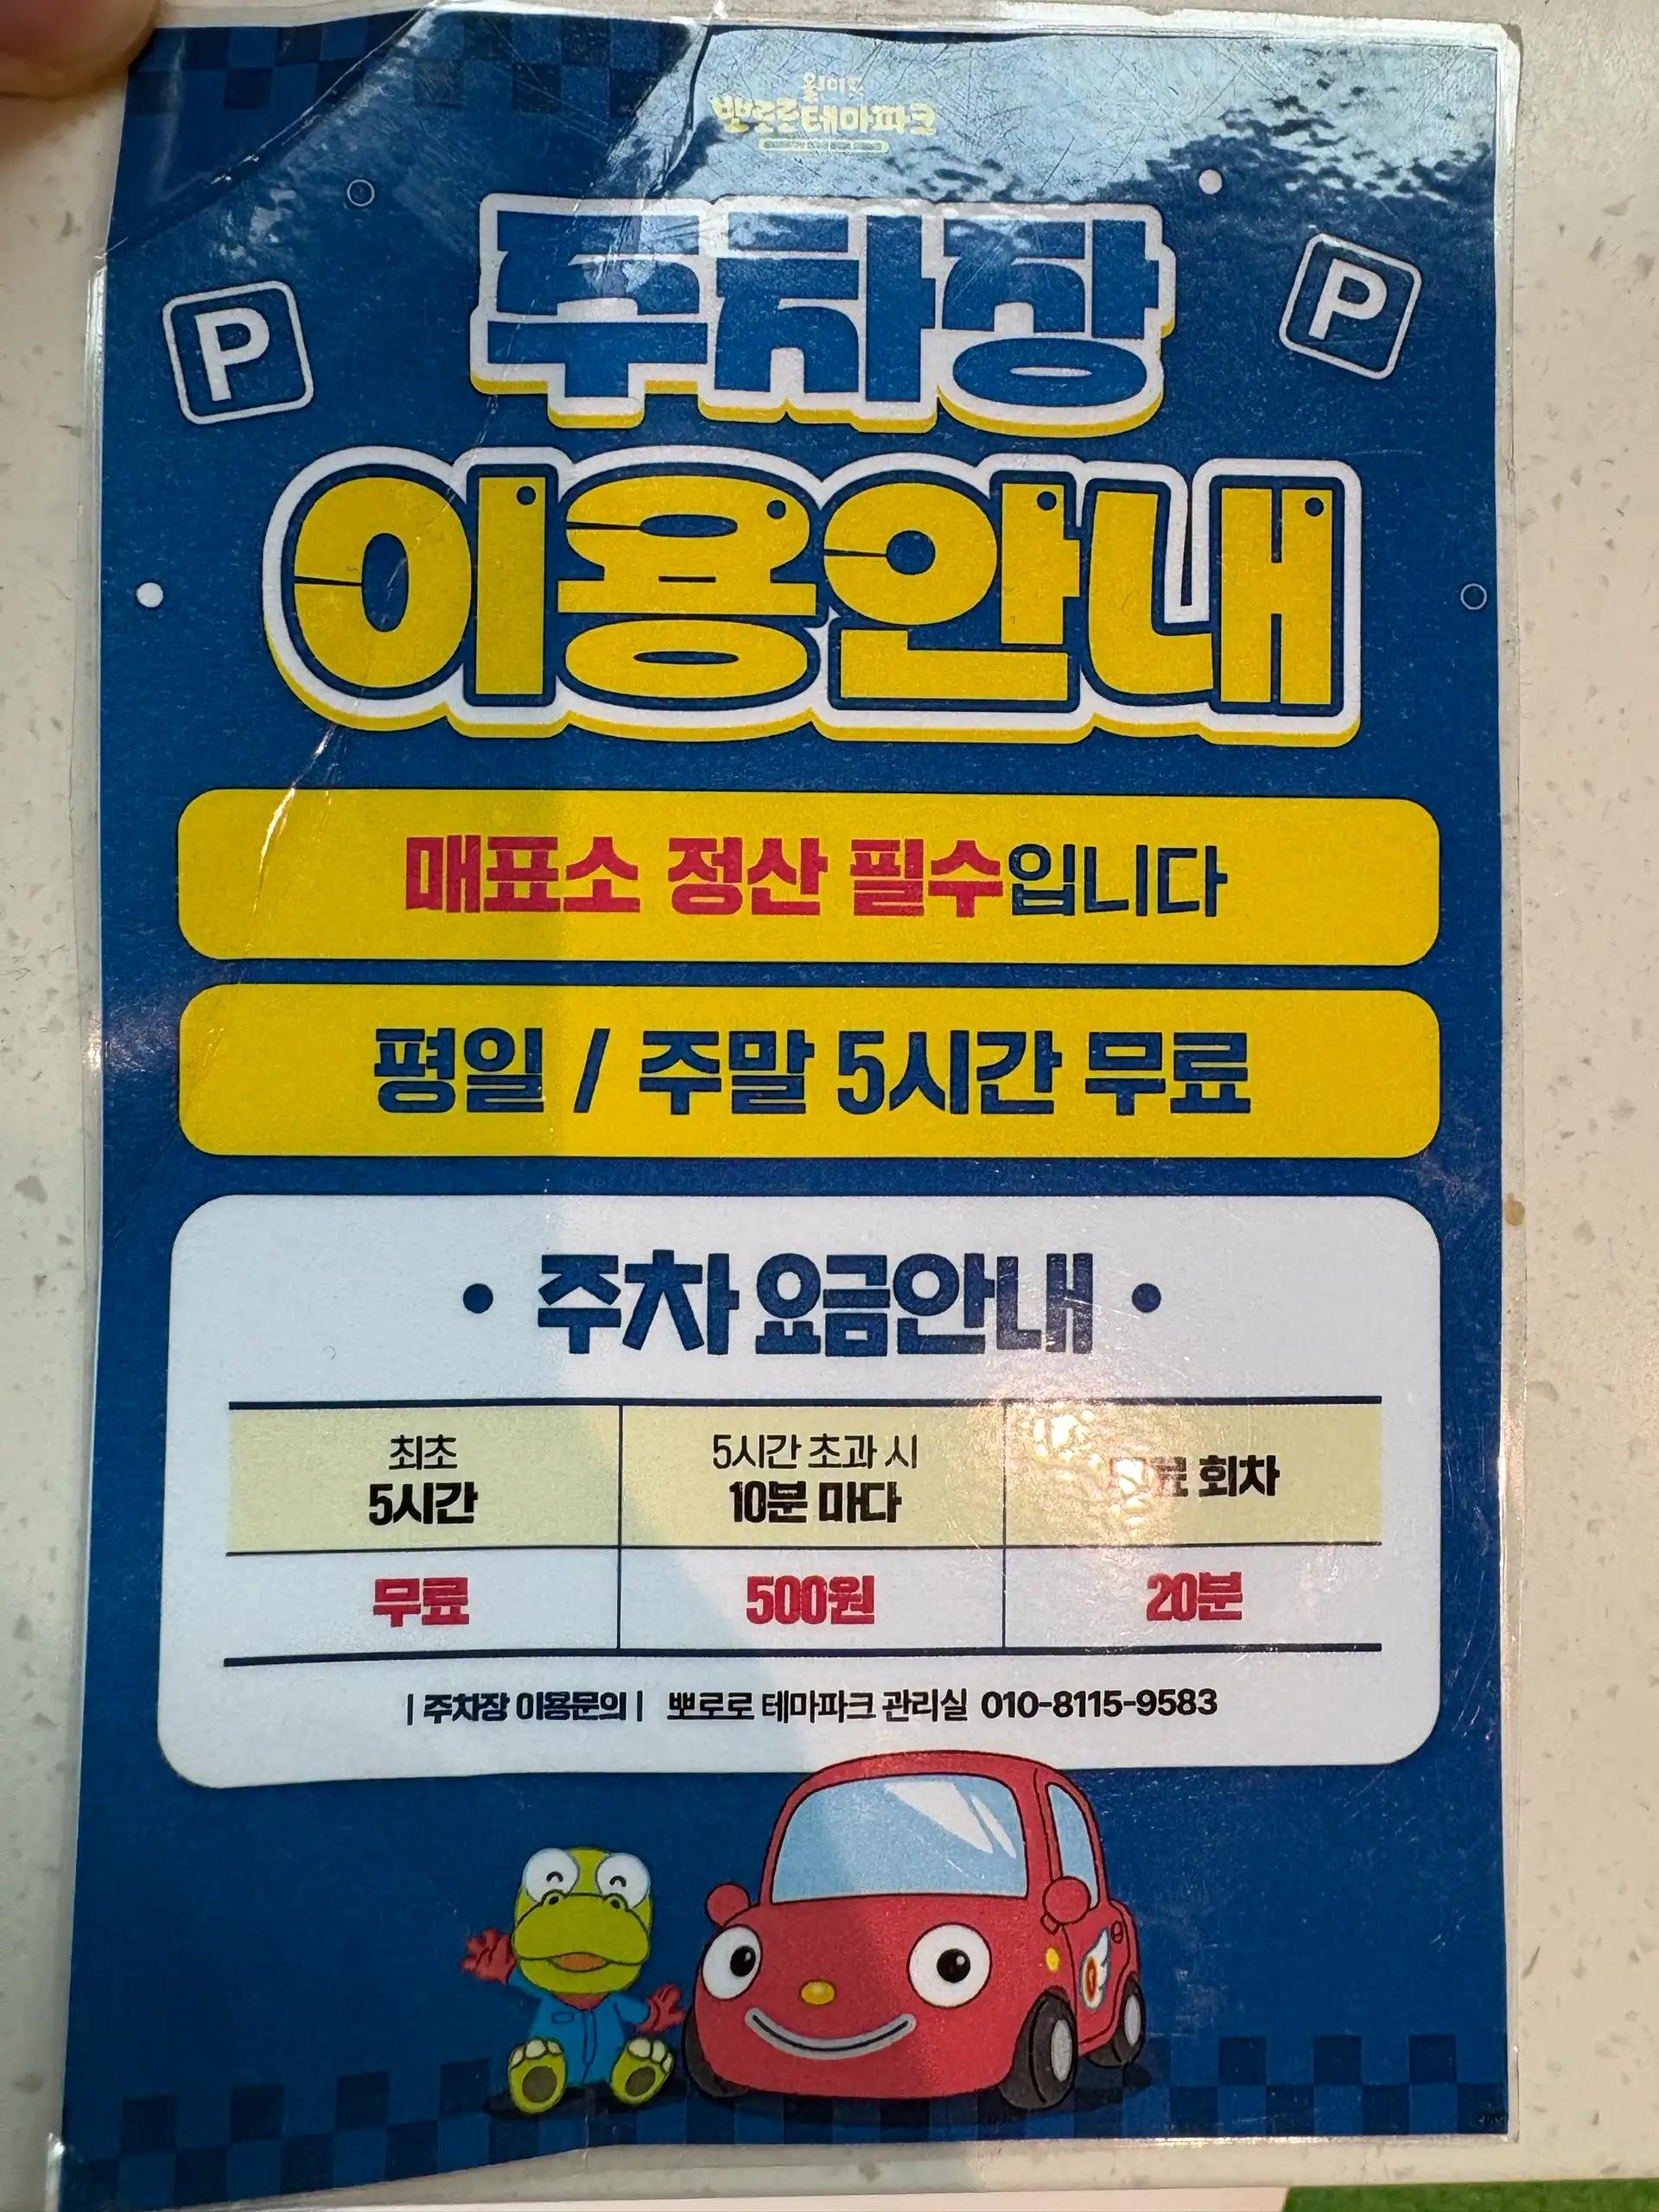 월미도
뽀로로테마파크
P
P
주차장
이용안내
매표소 정산 필수입니다
평일 / 주말 5시간 무료
• 주차 요금안내 •
최초
5시간
5시간 초과 시
10분 마다
회차
무료
500원
20분
| 주차장 이용문의 | 뽀로로 테마파크 관리실 010-8115-9583